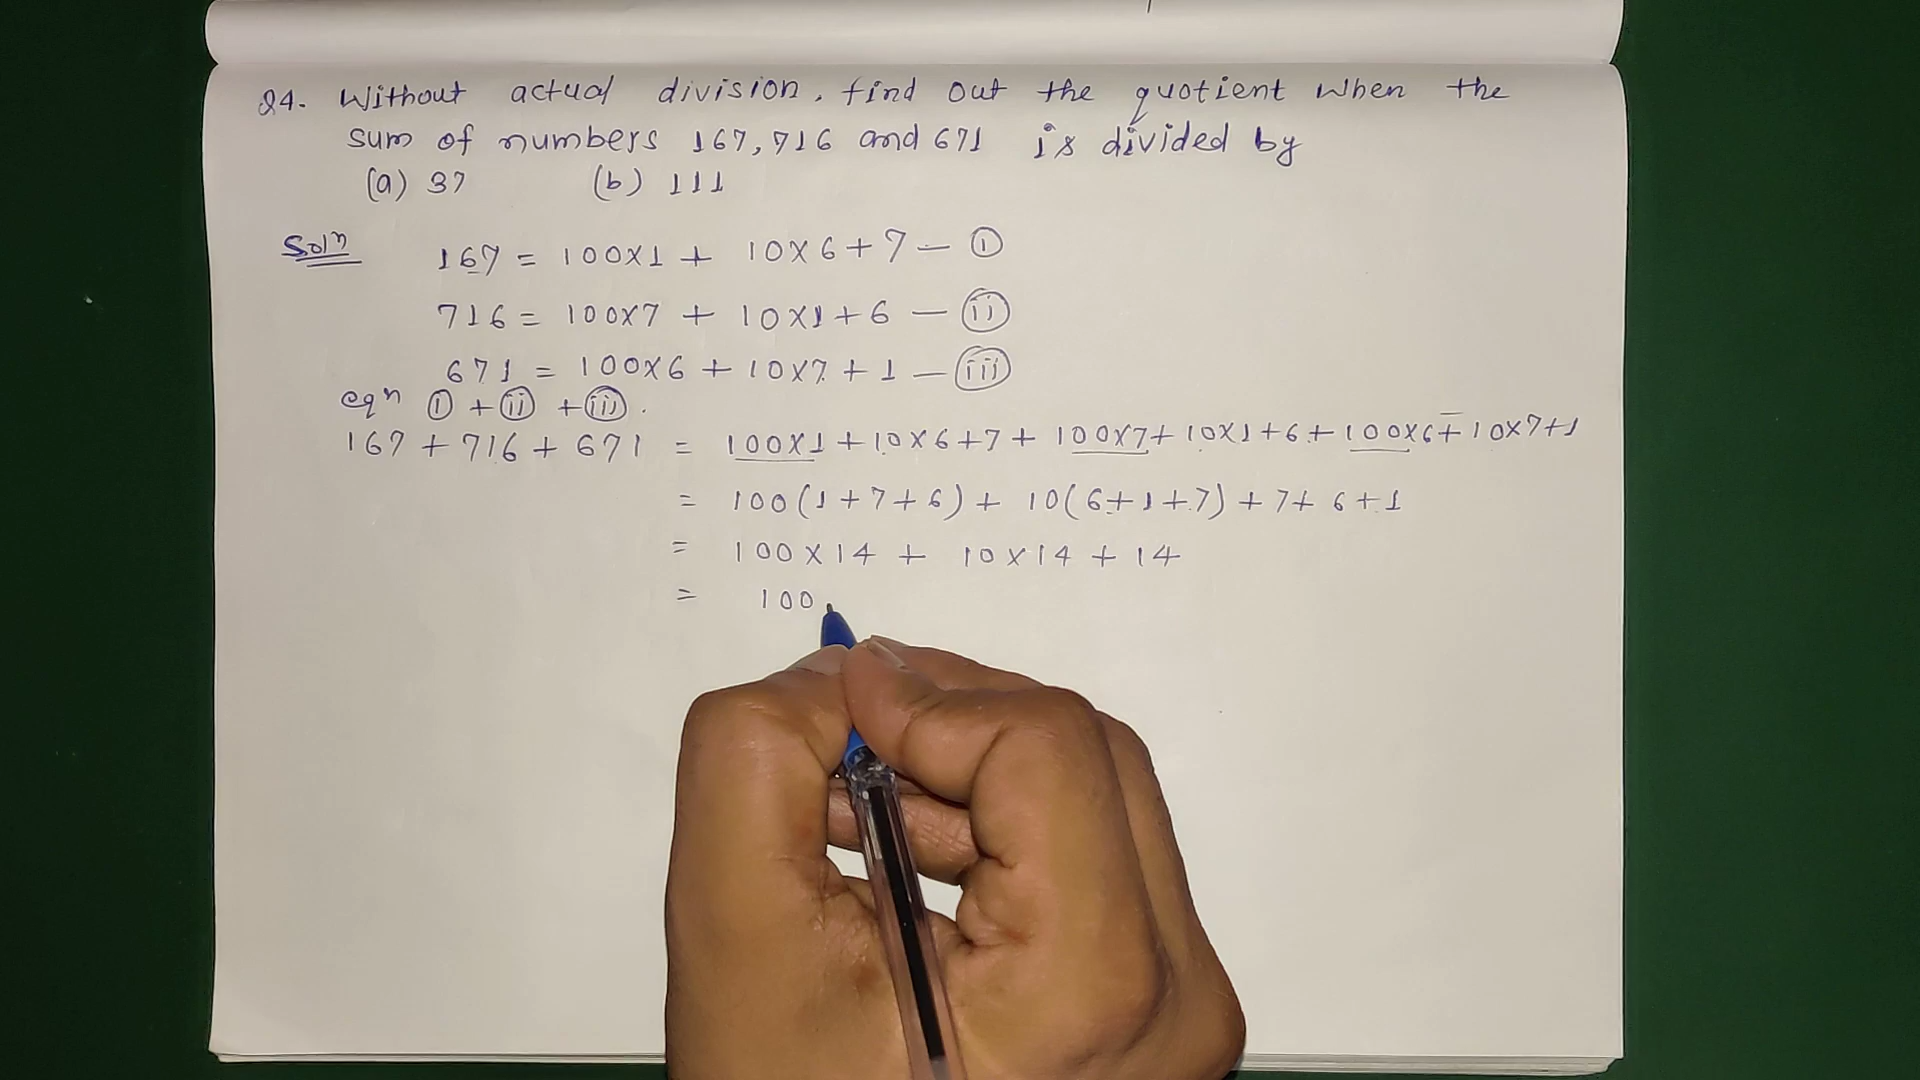 Q4. Without actual division, find out the quotient when the
sum of numbers 167, 716 and 671 is divided by
(a) 37 (b) 111
Solⁿ 167 = 100×1 + 10×6+7 — (i)
716 = 100×7 + 10×1+6 — (ii)
671 = 100×6 + 10×7 + 1 — (iii)
eqⁿ (i) + (ii) + (iii).
167 + 716 + 671 = 100×1 + 10×6+7 + 100×7+ 10×1+6 + 100×6+10×7+1
= 100(1+7+6) + 10(6+1+7) + 7+ 6+1
= 100×14 + 10×14 + 14
= 100